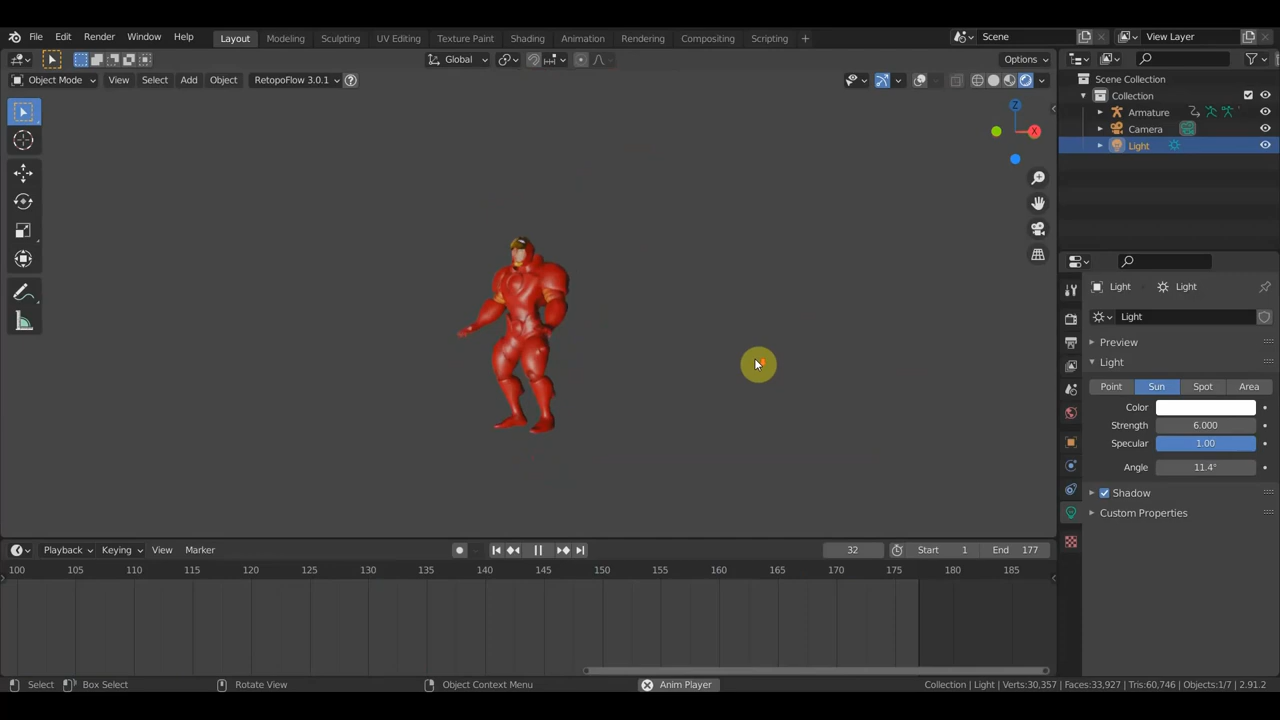 File Edit Render Window Help Layout Modeling Sculpting UV Editing Texture Paint Shading Animation Rendering Compositing Scripting + Scene View Layer
Global Options
Object Mode View Select Add Object RetopoFlow 3.0.1 ?
Scene Collection
Collection
Armature
Camera
Light
Z
X
Light Light
Light
Preview
Light
Point Sun Spot Area
Color
Strength 6.000
Specular 1.00
Angle 11.4°
Shadow
Custom Properties
Playback Keying View Marker 32 Start 1 End 177
100 105 110 115 120 125 130 135 140 145 150 155 160 165 170 175 180 185
Select Box Select Rotate View Object Context Menu Anim Player Collection | Light | Verts:30,357 | Faces:33,927 | Tris:60,746 | Objects:1/7 | 2.91.2